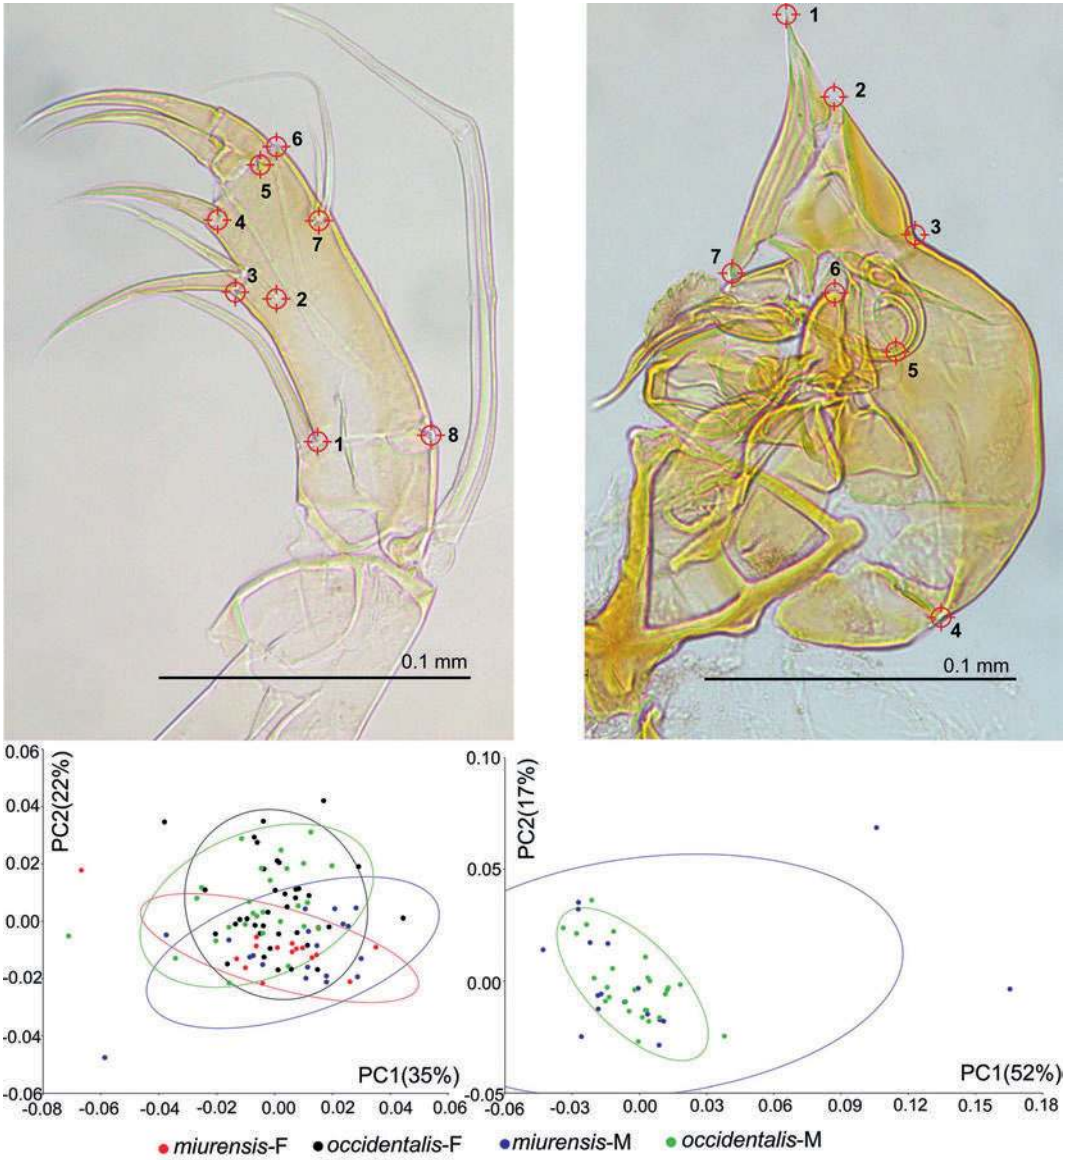 1
2
6
5
4
7
3
3
2
7
6
5
1
8
4
0.1 mm
0.1 mm
0.06
0.04
0.02
0.00
-0.02
-0.04
-0.06
PC2(22%)
PC1(35%)
-0.08 -0.06 -0.04 -0.02 0.00 0.02 0.04 0.06 0.08
0.10
0.05
0.00
-0.05
PC2(17%)
PC1(52%)
-0.06 -0.03 0.00 0.03 0.06 0.09 0.12 0.15 0.18
miurensis-F occidentalis-F miurensis-M occidentalis-M